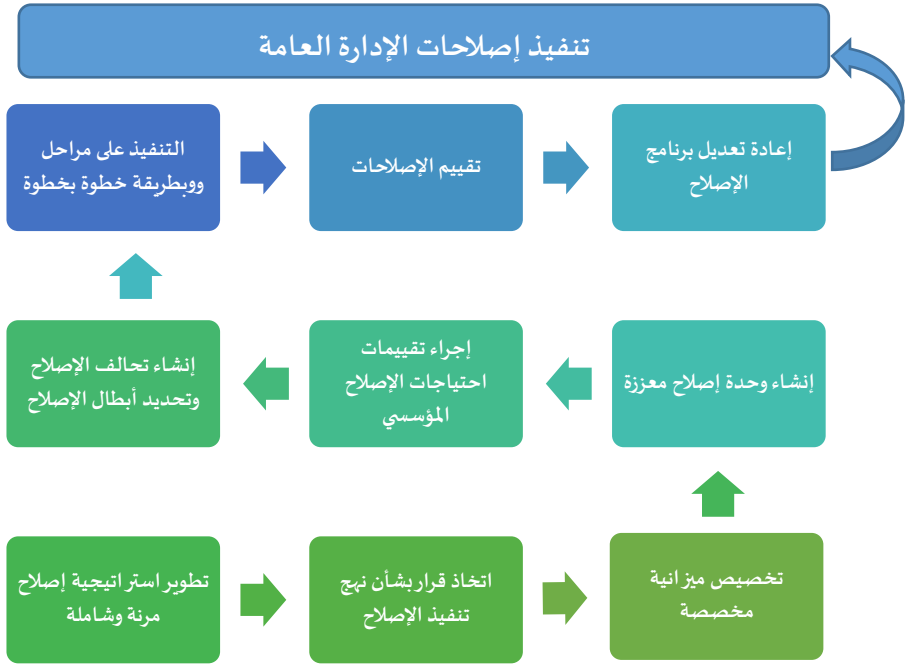 تنفيذ إصلاحات الإدارة العامة
إعادة تعديل برنامج
الإصلاح
تقييم الإصلاحات
التنفيذ على مراحل
ووبطريقة خطوة بخطوة
إنشاء وحدة إصلاح معززة
إجراء تقييمات
احتياجات الإصلاح
المؤسسي
إنشاء تحالف الإصلاح
وتحديد أبطال الإصلاح
تخصيص ميزانية
مخصصة
اتخاذ قرار بشأن نهج
تنفيذ الإصلاح
تطوير استراتيجية إصلاح
مرنة وشاملة